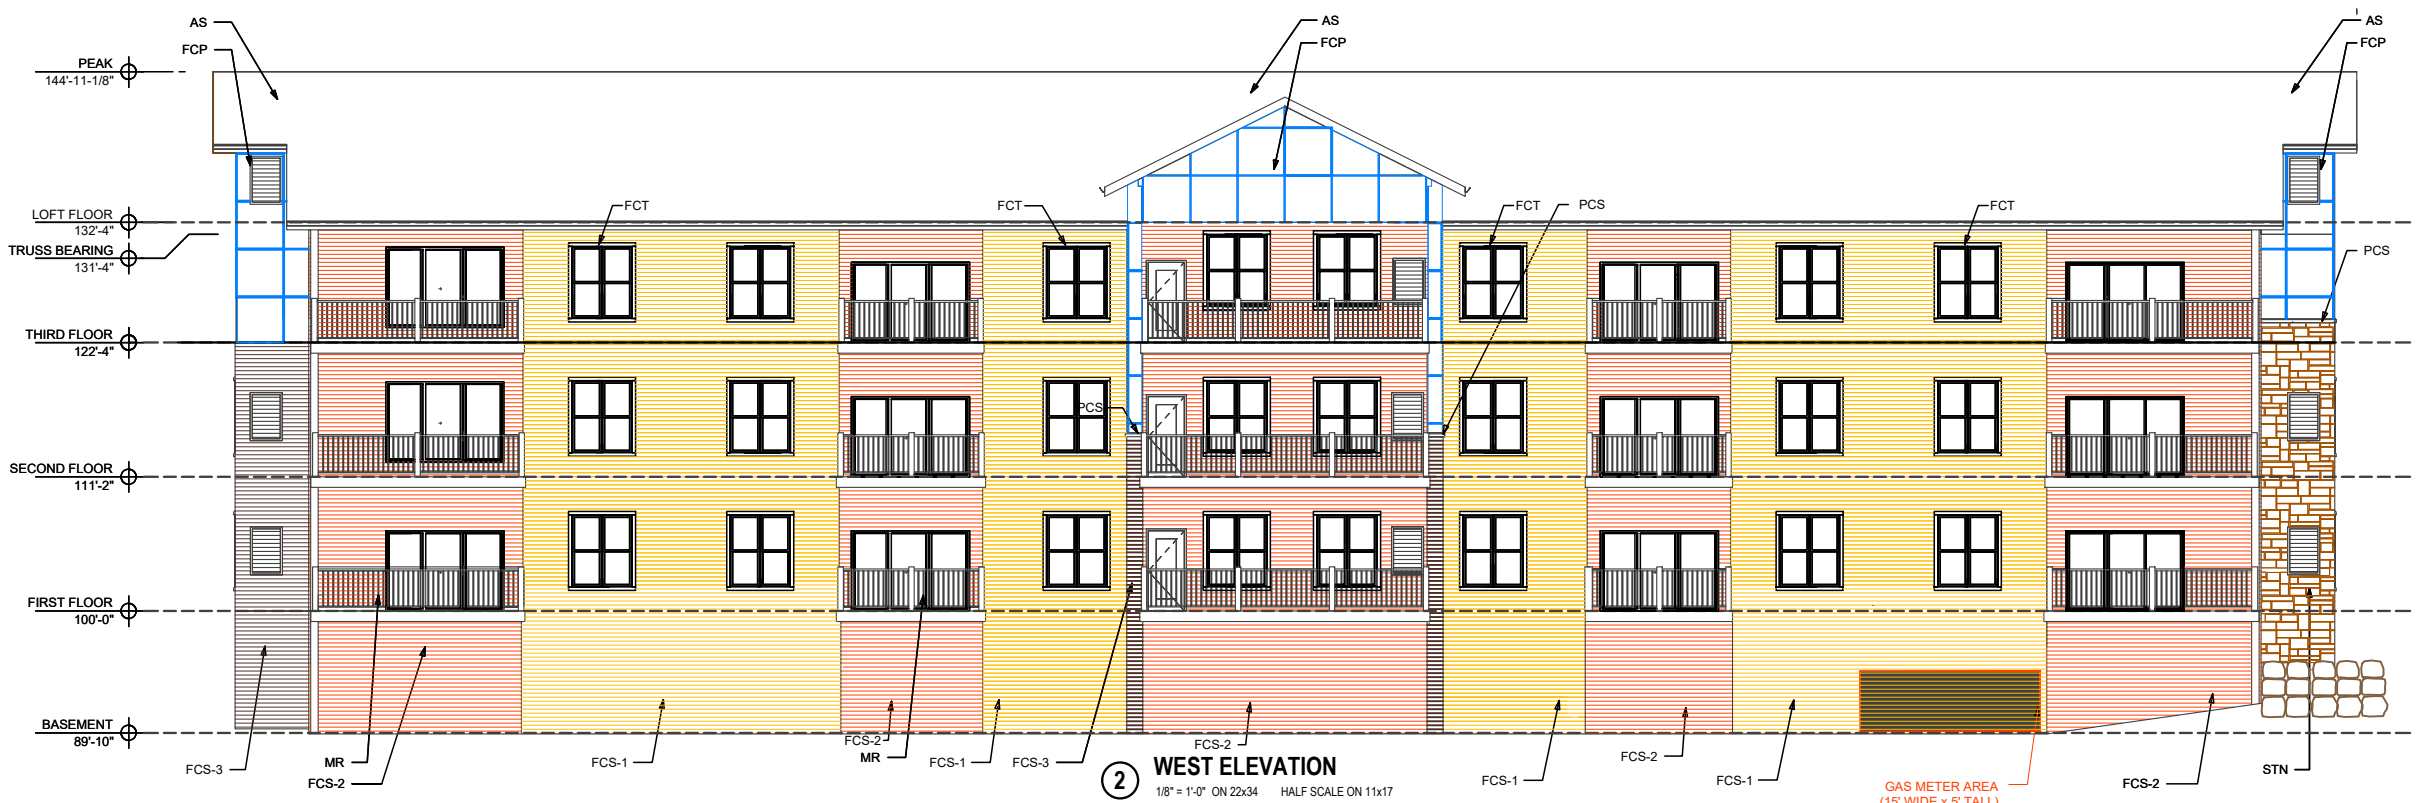 AS
AS
AS
FCP
FCP
FCP
PEAK
144'-11-1/8"
FCT
FCT
FCT
PCS
FCT
LOFT FLOOR
132'-4"
TRUSS BEARING
131'-4"
PCS
THIRD FLOOR
122'-4"
PCS
SECOND FLOOR
111'-2"
FIRST FLOOR
100'-0"
BASEMENT
89'-10"
FCS-3
MR
FCS-2
FCS-1
FCS-2
MR
FCS-1
FCS-3
FCS-2
2
WEST ELEVATION
1/8" = 1'-0" ON 22x34 HALF SCALE ON 11x17
FCS-1
FCS-2
FCS-1
GAS METER AREA
(15' WIDE x 5' TALL)
FCS-2
STN